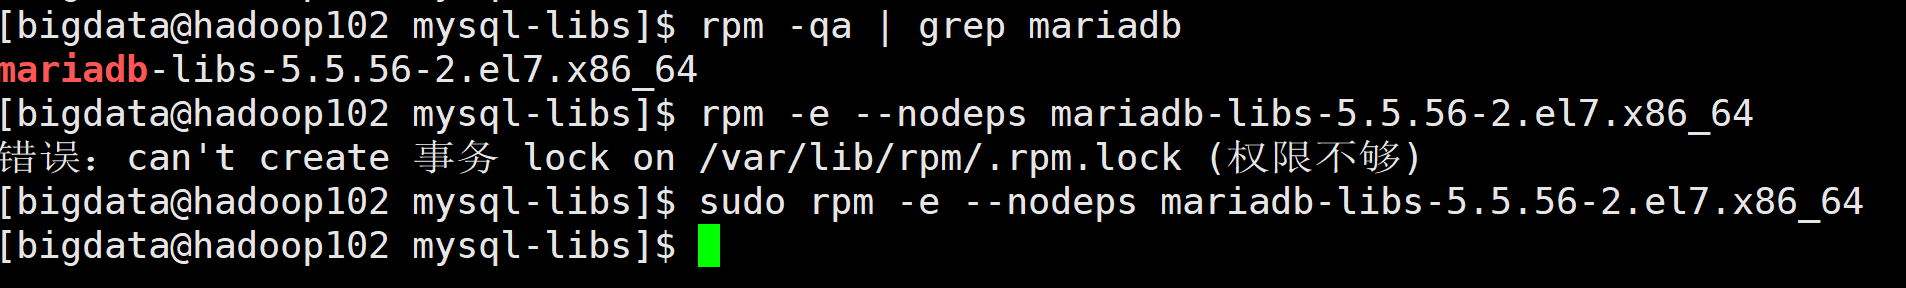 [bigdata@hadoop102 mysql-libs]$ rpm -qa | grep mariadb
mariadb-libs-5.5.56-2.el7.x86_64
[bigdata@hadoop102 mysql-libs]$ rpm -e --nodeps mariadb-libs-5.5.56-2.el7.x86_64
错误：can't create 事务 lock on /var/lib/rpm/.rpm.lock (权限不够)
[bigdata@hadoop102 mysql-libs]$ sudo rpm -e --nodeps mariadb-libs-5.5.56-2.el7.x86_64
[bigdata@hadoop102 mysql-libs]$